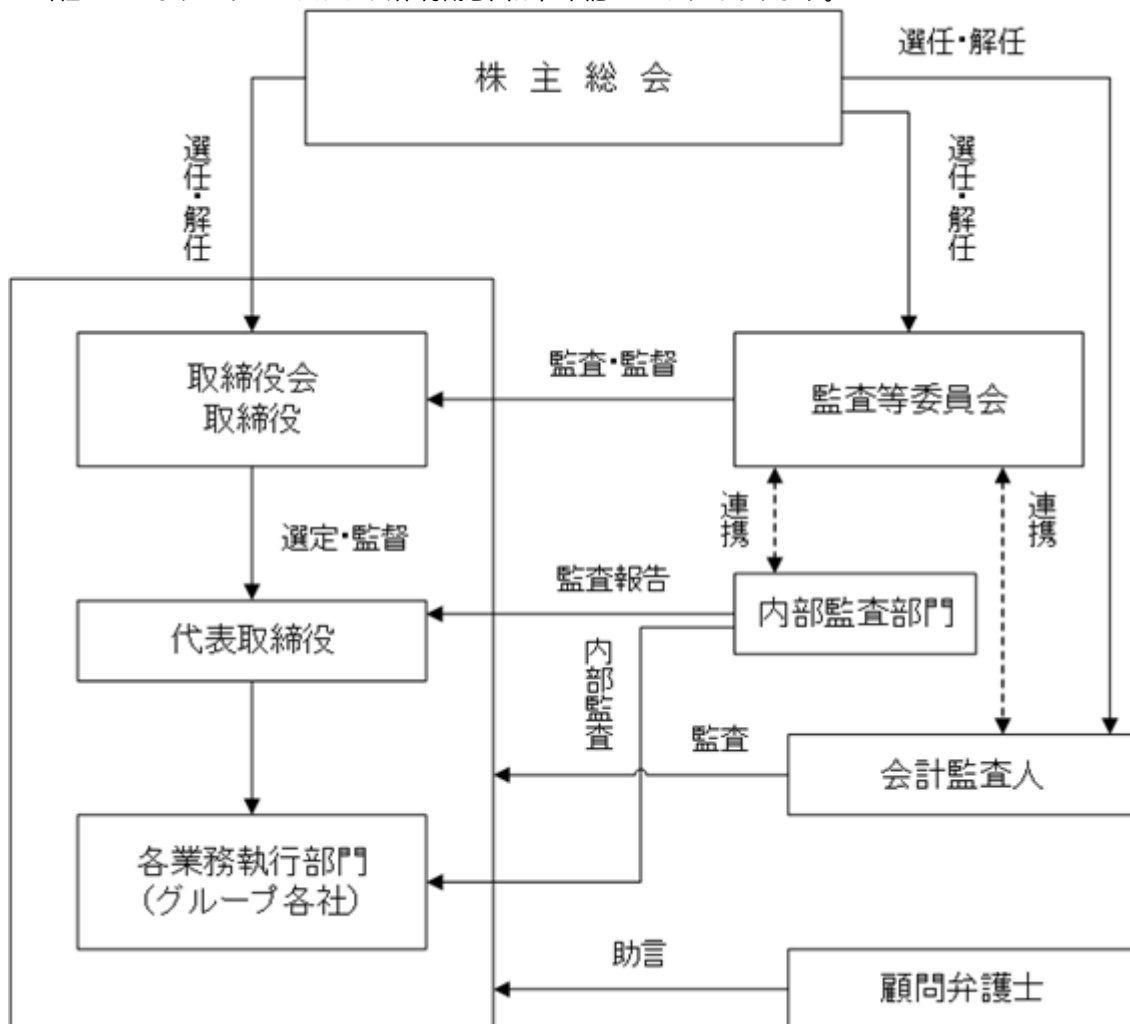 株主総会
選任・解任
選任・解任
選任・解任
取締役会
取締役
監査・監督
監査等委員会
選定・監督
連携
連携
監査報告
内部監査部門
代表取締役
内部監査
監査
会計監査人
各業務執行部門
(グループ各社)
助言
顧問弁護士